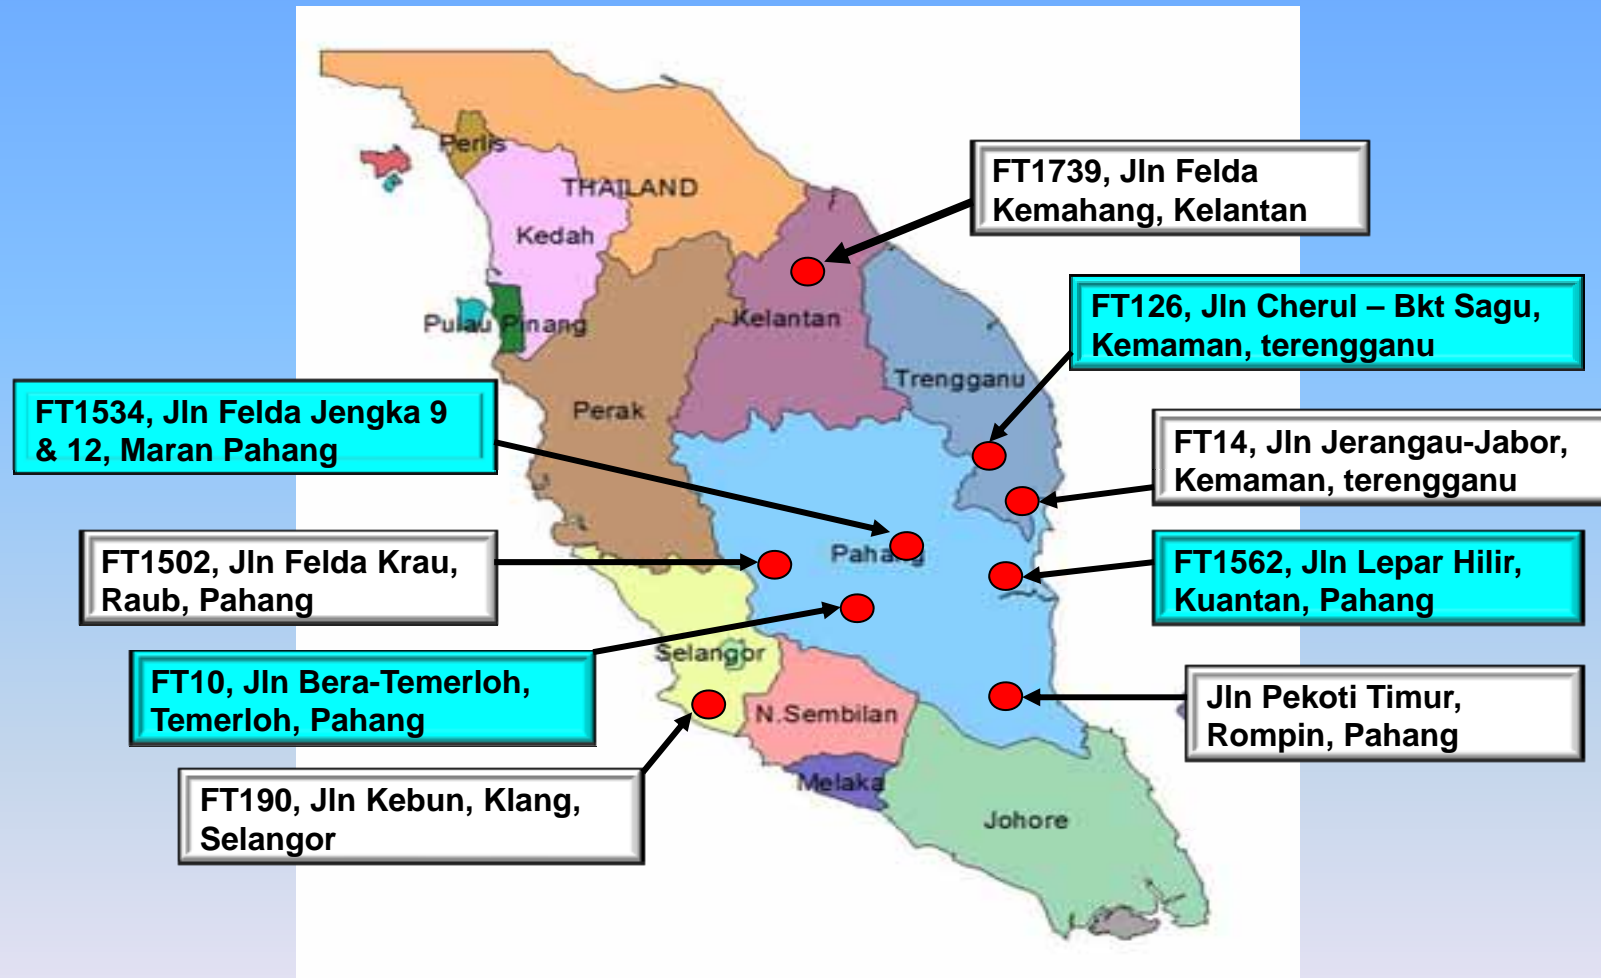 Perlis
THAILAND
Kedah
Pulau Pinang
Kelantan
Trengganu
Perak
Pahang
Selangor
N.Sembilan
Melaka
Johore
FT1739, Jln Felda
Kemahang, Kelantan
FT126, Jln Cherul – Bkt Sagu,
Kemaman, terengganu
FT1534, Jln Felda Jengka 9
& 12, Maran Pahang
FT14, Jln Jerangau-Jabor,
Kemaman, terengganu
FT1502, Jln Felda Krau,
Raub, Pahang
FT1562, Jln Lepar Hilir,
Kuantan, Pahang
FT10, Jln Bera-Temerloh,
Temerloh, Pahang
Jln Pekoti Timur,
Rompin, Pahang
FT190, Jln Kebun, Klang,
Selangor